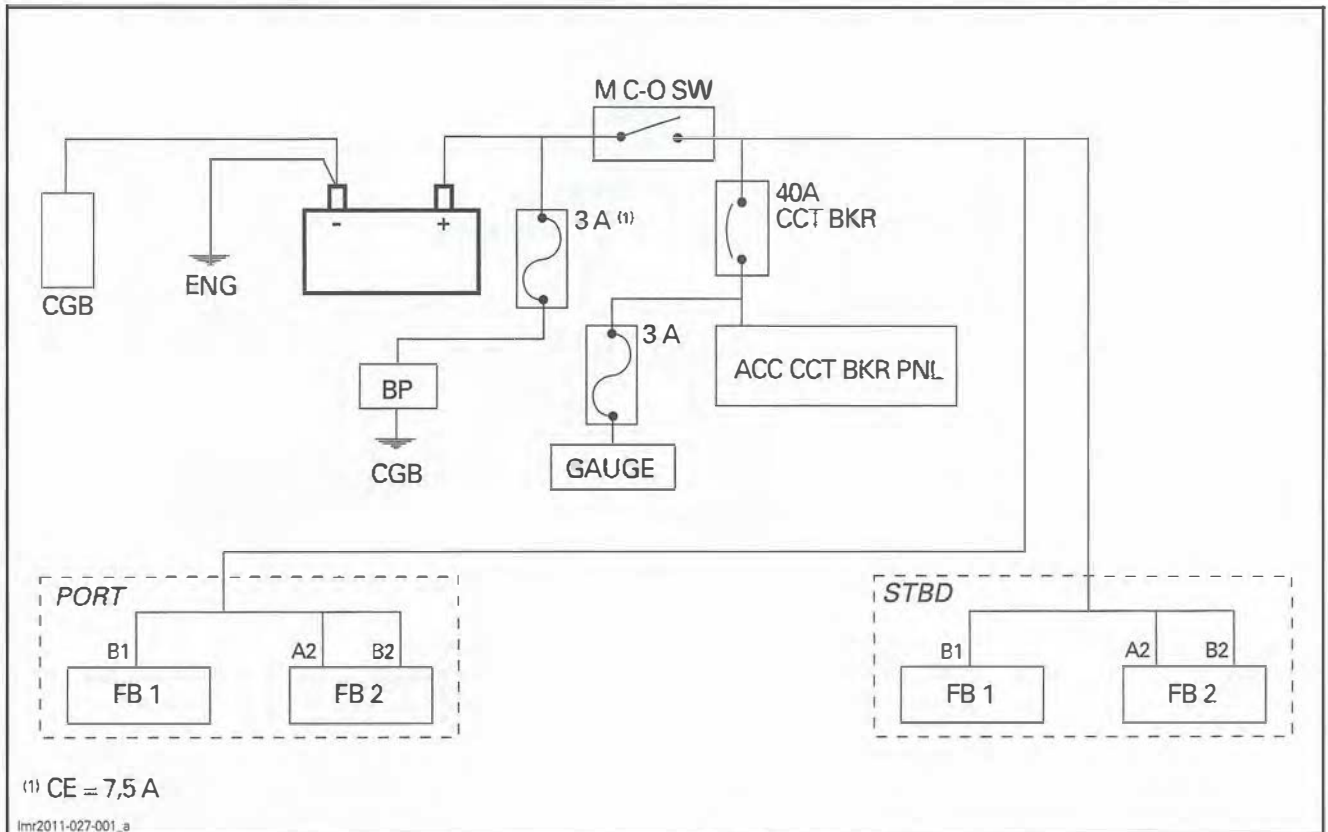 M C-O SW
- +
3 A (1)
40A
CCT BKR
CGB
ENG
3 A
ACC CCT BKR PNL
BP
CGB
GAUGE
PORT
B1 A2 B2
FB 1 FB 2
STBD
B1 A2 B2
FB 1 FB 2
(1) CE = 7,5 A
lmr2011-027-001_a